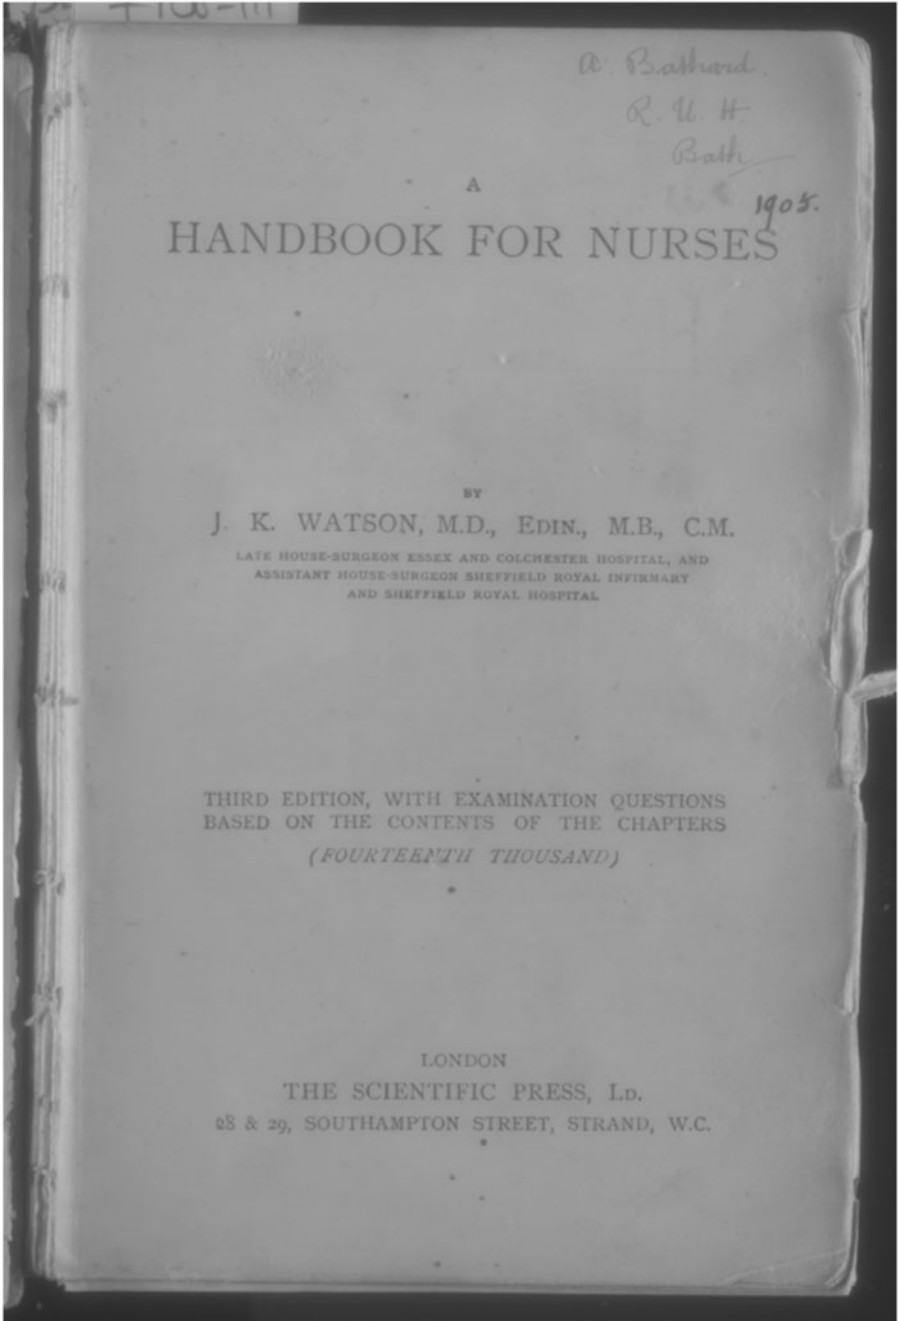 A. Bathard.
R. U. H.
Bath
1905.
A
HANDBOOK FOR NURSES
BY
J. K. WATSON, M.D., EDIN., M.B., C.M.
LATE HOUSE-SURGEON ESSEX AND COLCHESTER HOSPITAL, AND
ASSISTANT HOUSE-SURGEON SHEFFIELD ROYAL INFIRMARY
AND SHEFFIELD ROYAL HOSPITAL
THIRD EDITION, WITH EXAMINATION QUESTIONS
BASED ON THE CONTENTS OF THE CHAPTERS
(FOURTEENTH THOUSAND)
LONDON
THE SCIENTIFIC PRESS, LD.
28 & 29, SOUTHAMPTON STREET, STRAND, W.C.